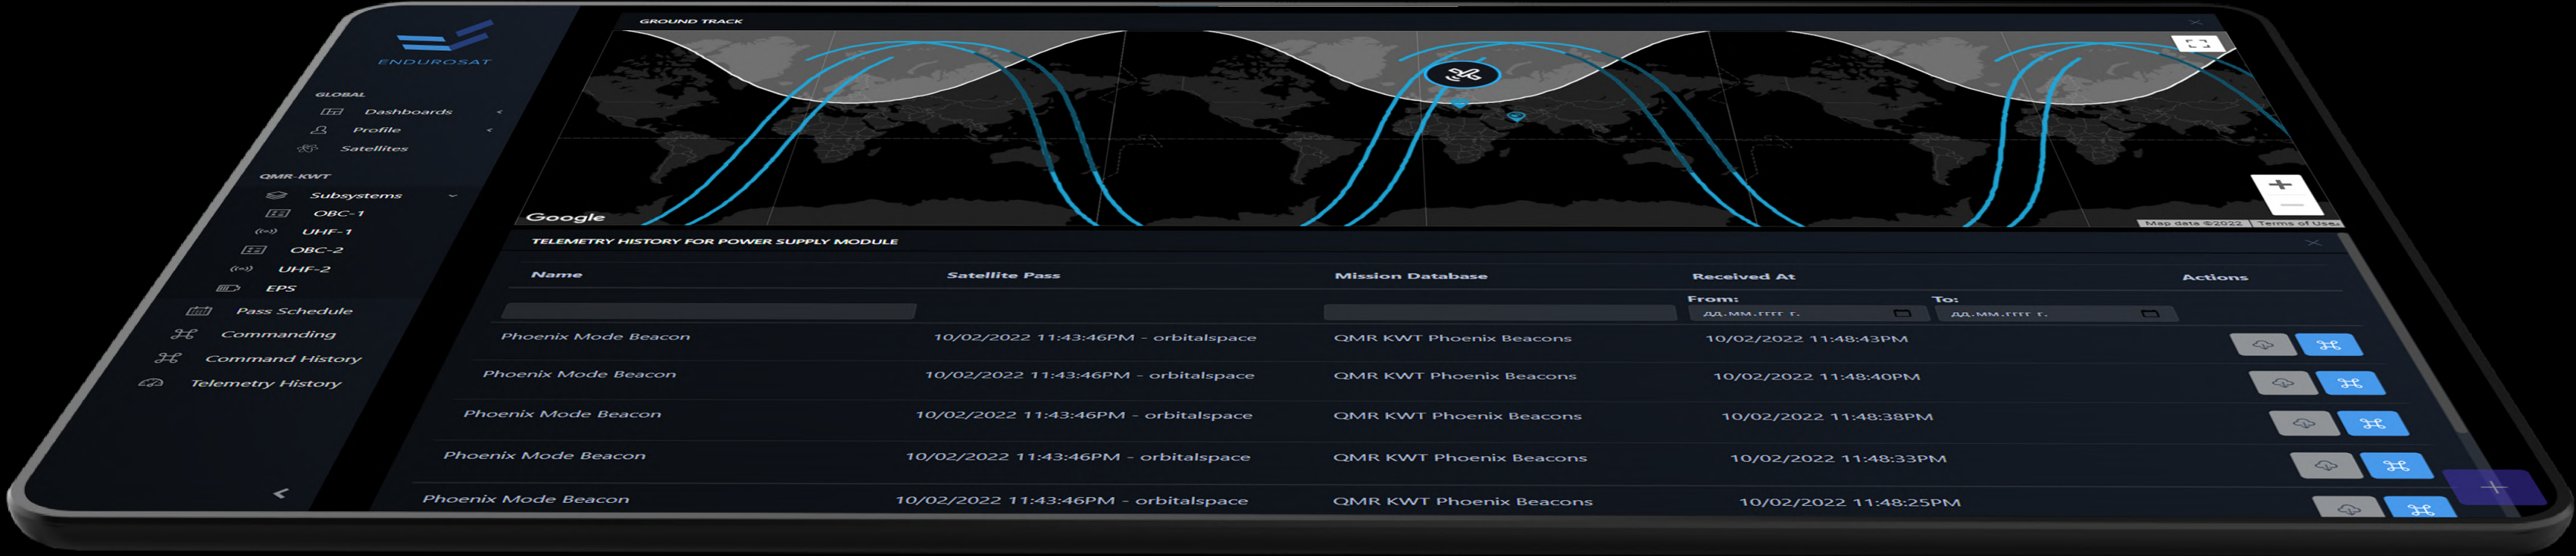 ENDUROSAT
GLOBAL
Dashboards
Profile
Satellites
QMR-KWT
Subsystems
OBC-1
UHF-1
OBC-2
UHF-2
EPS
Pass Schedule
Commanding
Command History
Telemetry History
GROUND TRACK
Google
Map data ©2022 | Terms of Use
TELEMETRY HISTORY FOR POWER SUPPLY MODULE
Name Satellite Pass Mission Database Received At Actions
From: To:
дд.мм.гггг г. дд.мм.гггг г.
Phoenix Mode Beacon 10/02/2022 11:43:46PM - orbitalspace QMR KWT Phoenix Beacons 10/02/2022 11:48:43PM
Phoenix Mode Beacon 10/02/2022 11:43:46PM - orbitalspace QMR KWT Phoenix Beacons 10/02/2022 11:48:40PM
Phoenix Mode Beacon 10/02/2022 11:43:46PM - orbitalspace QMR KWT Phoenix Beacons 10/02/2022 11:48:38PM
Phoenix Mode Beacon 10/02/2022 11:43:46PM - orbitalspace QMR KWT Phoenix Beacons 10/02/2022 11:48:33PM
Phoenix Mode Beacon 10/02/2022 11:43:46PM - orbitalspace QMR KWT Phoenix Beacons 10/02/2022 11:48:25PM